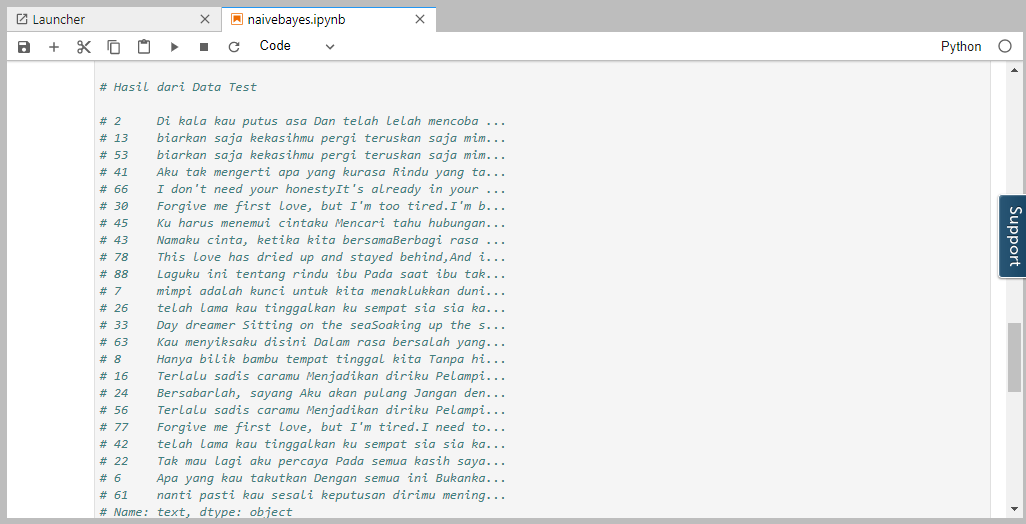 Launcher
naivebayes.ipynb
Code
Python
# Hasil dari Data Test
# 2 Di kala kau putus asa Dan telah lelah mencoba ...
# 13 biarkan saja kekasihmu pergi teruskan saja mim...
# 53 biarkan saja kekasihmu pergi teruskan saja mim...
# 41 Aku tak mengerti apa yang kurasa Rindu yang ta...
# 66 I don't need your honestyIt's already in your ...
# 30 Forgive me first love, but I'm too tired.I'm b...
# 45 Ku harus menemui cintaku Mencari tahu hubungan...
# 43 Namaku cinta, ketika kita bersamaBerbagi rasa ...
# 78 This love has dried up and stayed behind,And i...
# 88 Laguku ini tentang rindu ibu Pada saat ibu tak...
# 7 mimpi adalah kunci untuk kita menaklukkan duni...
# 26 telah lama kau tinggalkan ku sempat sia sia ka...
# 33 Day dreamer Sitting on the seaSoaking up the s...
# 63 Kau menyiksaku disini Dalam rasa bersalah yang...
# 8 Hanya bilik bambu tempat tinggal kita Tanpa hi...
# 16 Terlalu sadis caramu Menjadikan diriku Pelampi...
# 24 Bersabarlah, sayang Aku akan pulang Jangan den...
# 56 Terlalu sadis caramu Menjadikan diriku Pelampi...
# 77 Forgive me first love, but I'm tired.I need to...
# 42 telah lama kau tinggalkan ku sempat sia sia ka...
# 22 Tak mau lagi aku percaya Pada semua kasih saya...
# 6 Apa yang kau takutkan Dengan semua ini Bukanka...
# 61 nanti pasti kau sesali keputusan dirimu mening...
# Name: text, dtype: object
Support